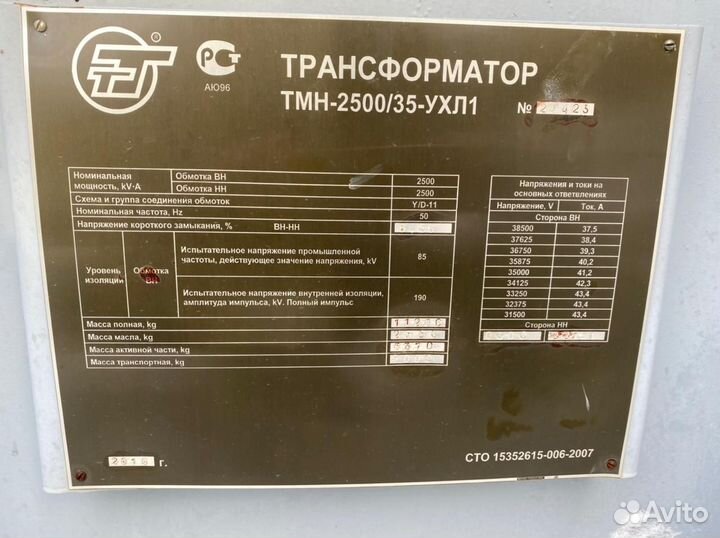 ТРАНСФОРМАТОР
АЮ96
ТМН-2500/35-УХЛ1
№
Номинальная мощность, kV-A
Обмотка ВН 2500
Обмотка НН 2500
Схема и группа соединения обмоток Y/D-11
Номинальная частота, Hz 50
Напряжение короткого замыкания, % ВН-НН
Уровень изоляции
Обмотка ВН
Испытательное напряжение промышленной
частоты, действующее значение напряжения, kV 85
Испытательное напряжение внутренней изоляции,
амплитуда импульса, kV. Полный импульс 190
Масса полная, kg
Масса масла, kg
Масса активной части, kg
Масса транспортная, kg
Напряжения и токи на
основных ответвлениях
Напряжение, V Ток, А
Сторона ВН
38500 37,5
37625 38,4
36750 39,3
35875 40,2
35000 41,2
34125 42,3
33250 43,4
32375 43,4
31500 43,4
Сторона НН
2010 г.
СТО 15352615-006-2007
Avito